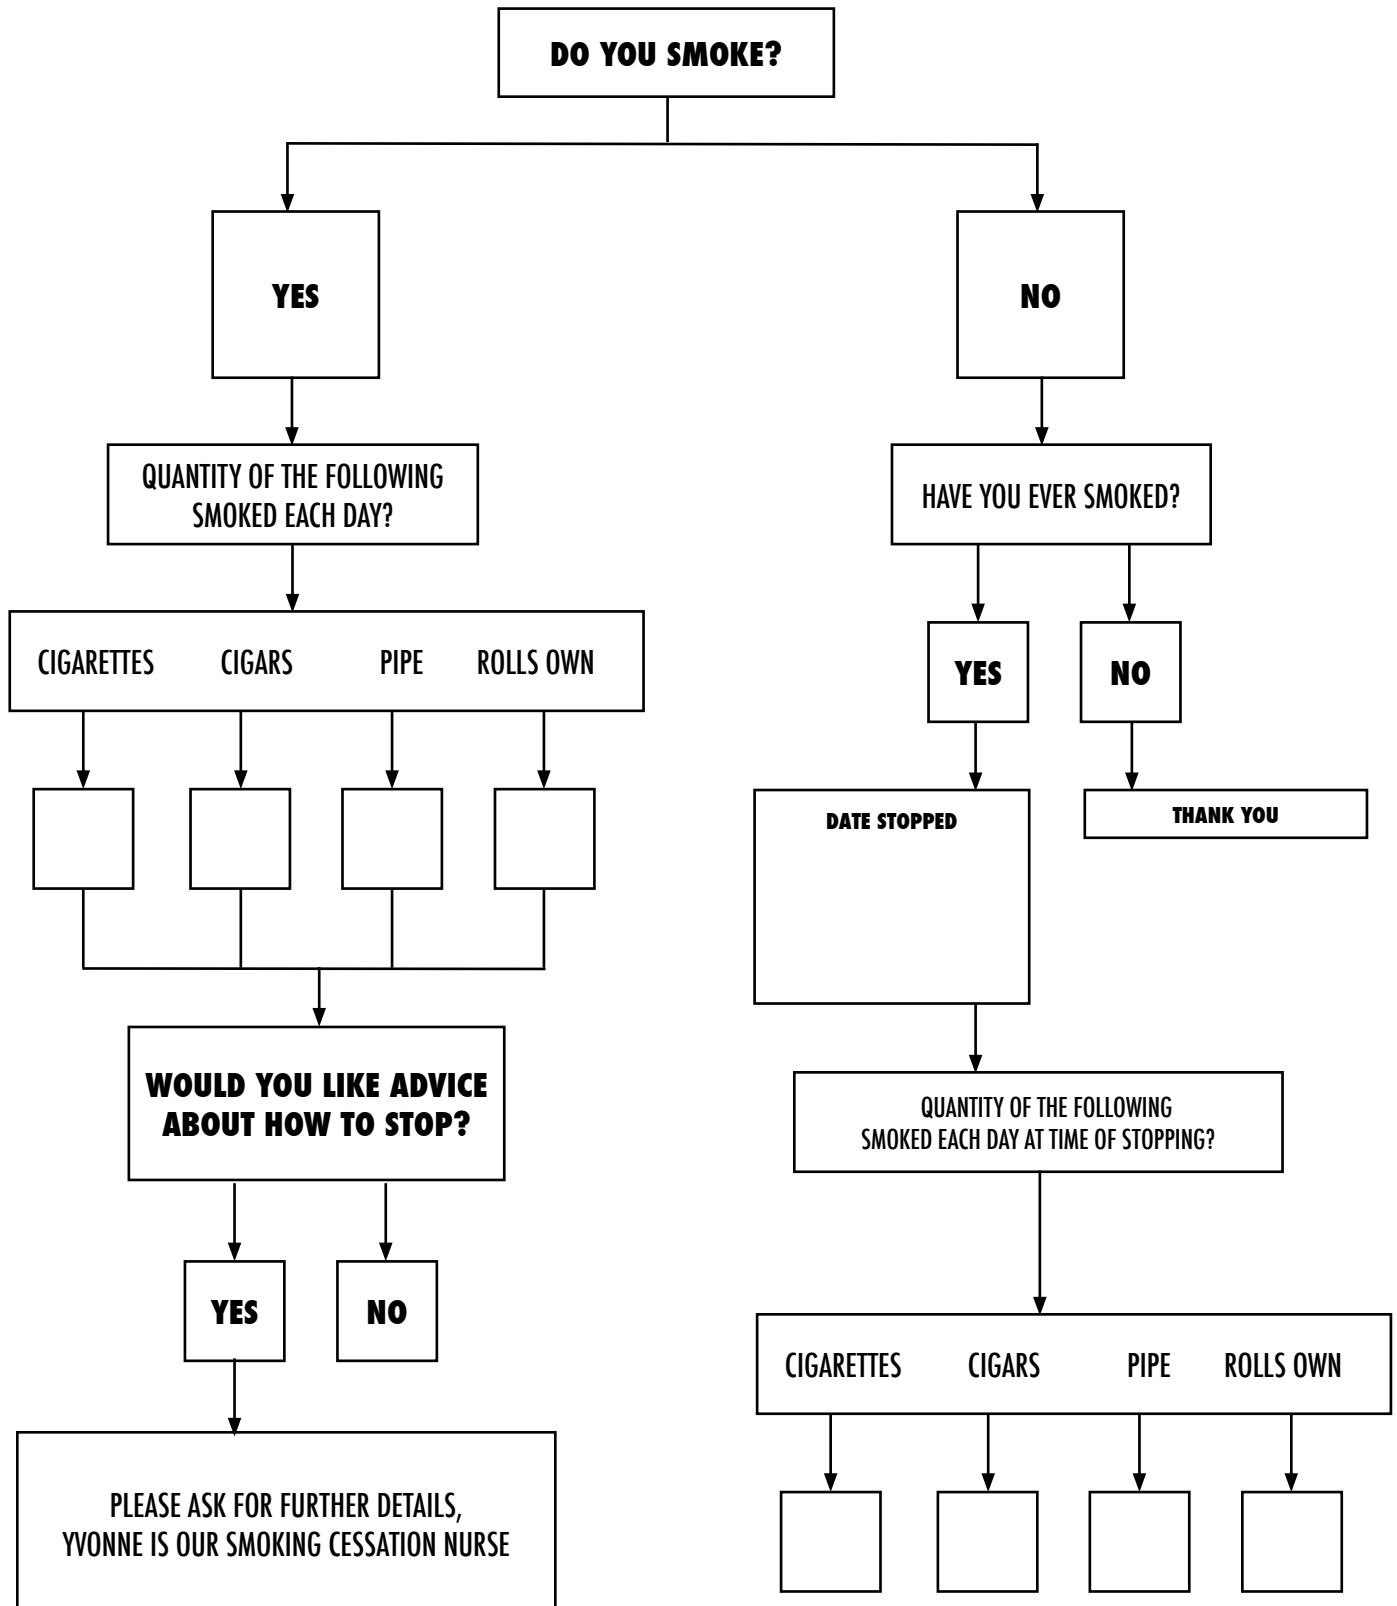 DO YOU SMOKE?
YES
NO
QUANTITY OF THE FOLLOWING
SMOKED EACH DAY?
HAVE YOU EVER SMOKED?
CIGARETTES CIGARS PIPE ROLLS OWN
YES
NO
DATE STOPPED
THANK YOU
WOULD YOU LIKE ADVICE
ABOUT HOW TO STOP?
QUANTITY OF THE FOLLOWING
SMOKED EACH DAY AT TIME OF STOPPING?
YES
NO
CIGARETTES CIGARS PIPE ROLLS OWN
PLEASE ASK FOR FURTHER DETAILS,
YVONNE IS OUR SMOKING CESSATION NURSE